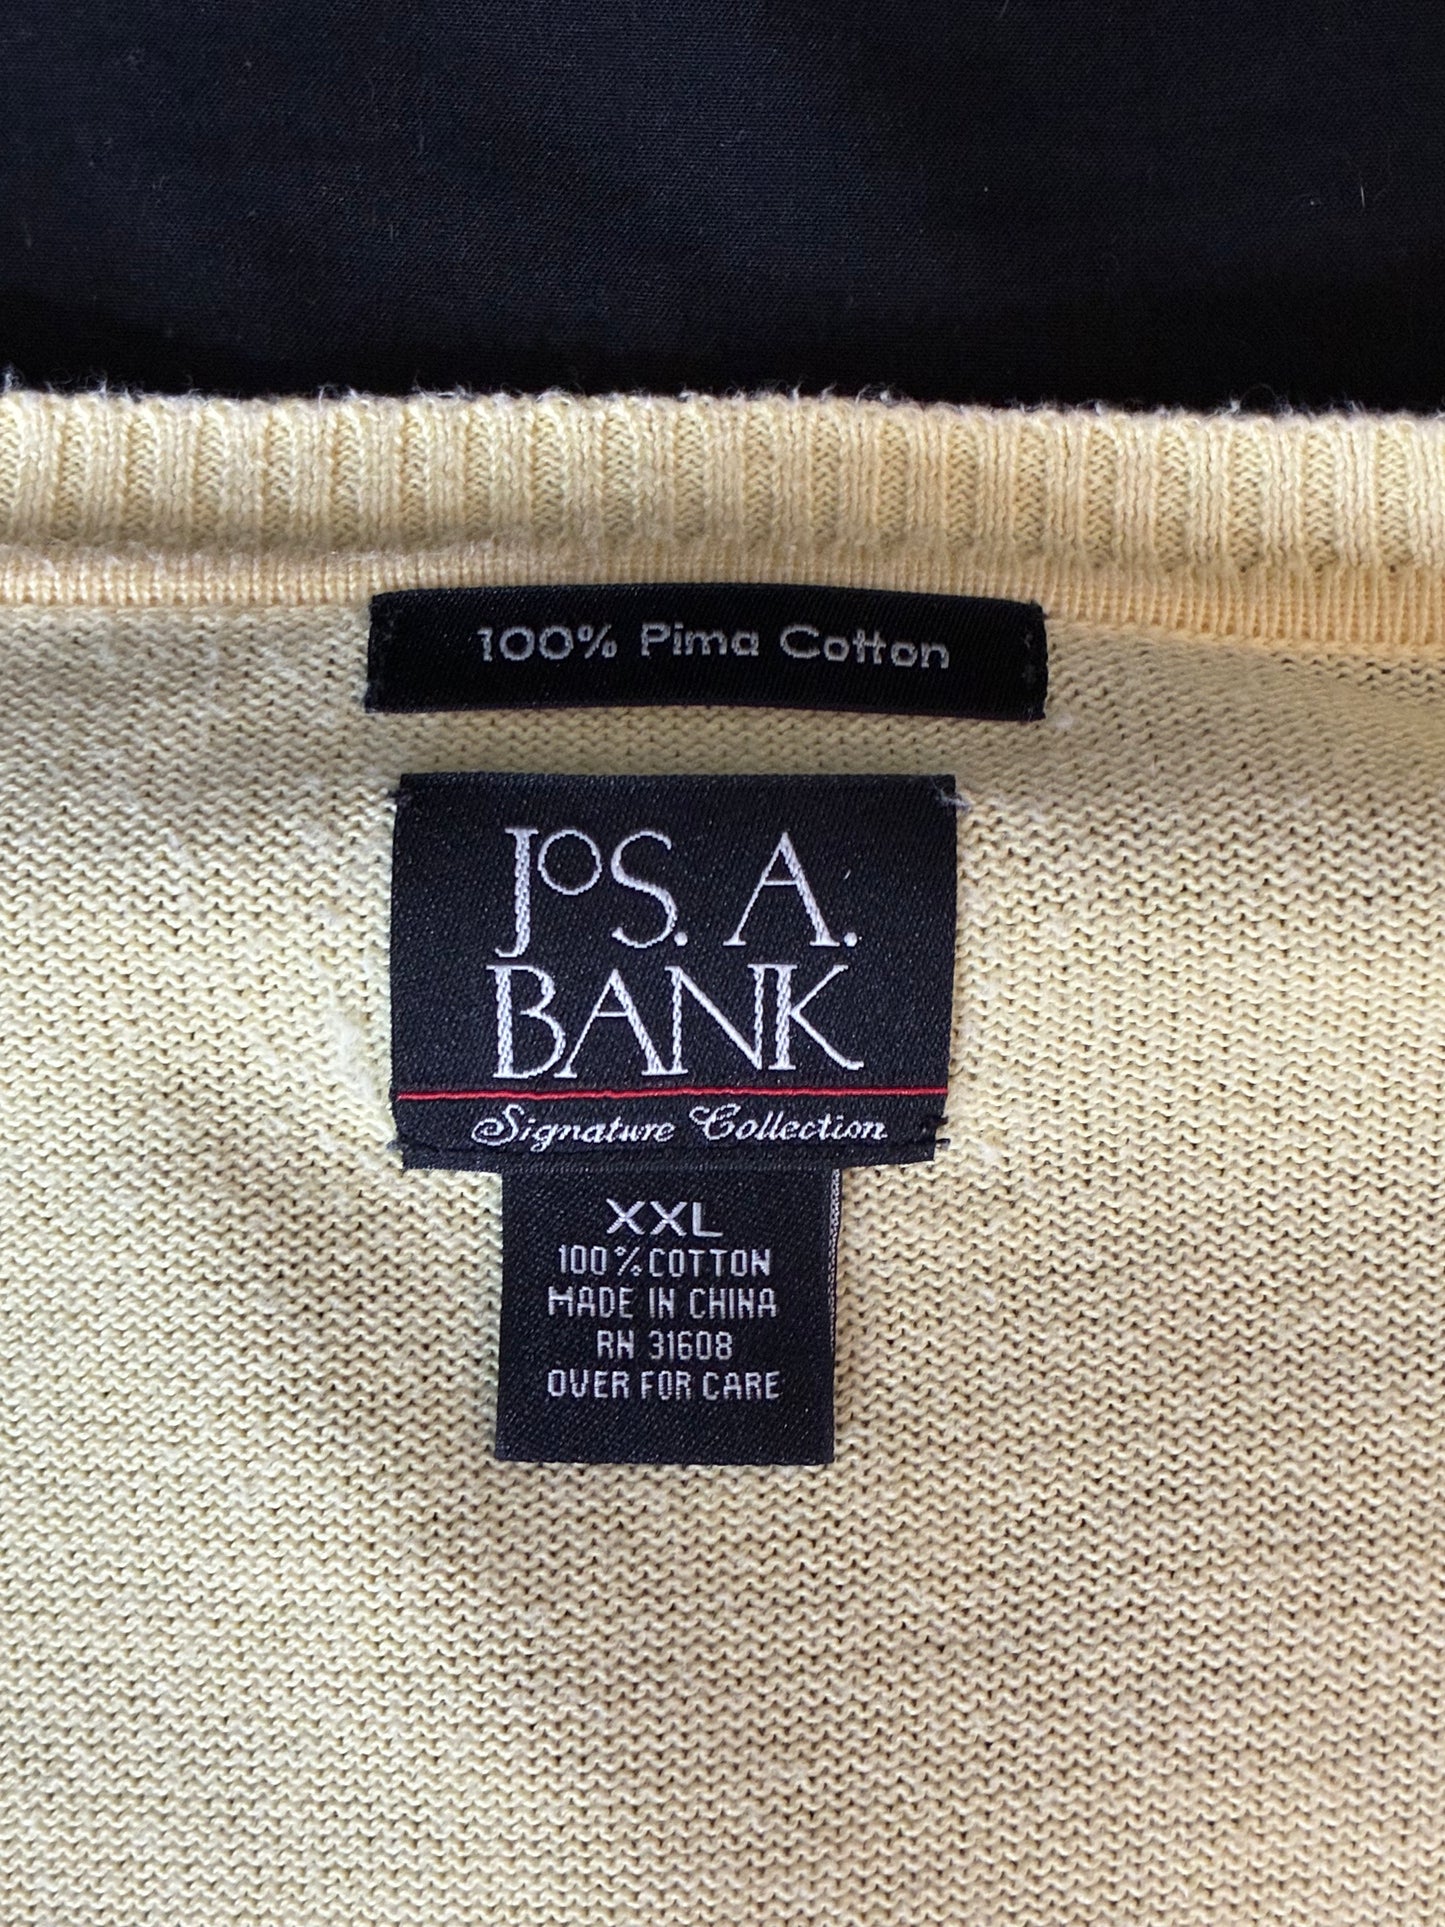 100% Pima Cotton
JOS. A.
BANK
Signature Collection
XXL
100% COTTON
MADE IN CHINA
RN 31608
OVER FOR CARE